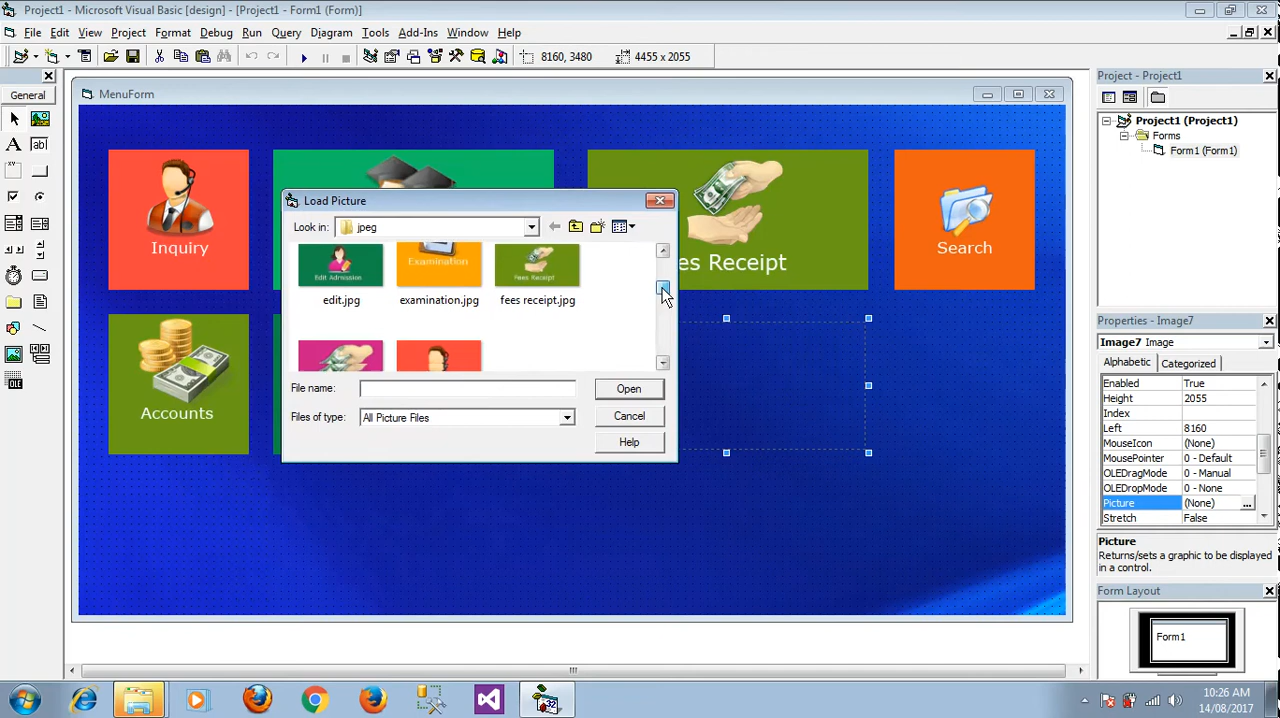 Project1 - Microsoft Visual Basic [design] - [Project1 - Form1 (Form)]
File Edit View Project Format Debug Run Query Diagram Tools Add-Ins Window Help
8160, 3480 4455 x 2055
General
MenuForm
Inquiry
es Receipt
Search
Accounts
Load Picture
Look in: jpeg
Edit Admission
Examination
Fees Receipt
edit.jpg examination.jpg fees receipt.jpg
File name:
Open
Files of type: All Picture Files
Cancel
Help
Project - Project1
Project1 (Project1)
Forms
Form1 (Form1)
Properties - Image7
Image7 Image
Alphabetic Categorized
Enabled True
Height 2055
Index
Left 8160
MouseIcon (None)
MousePointer 0 - Default
OLEDragMode 0 - Manual
OLEDropMode 0 - None
Picture (None) ...
Stretch False
Picture
Returns/sets a graphic to be displayed in a control.
Form Layout
Form1
10:26 AM
14/08/2017